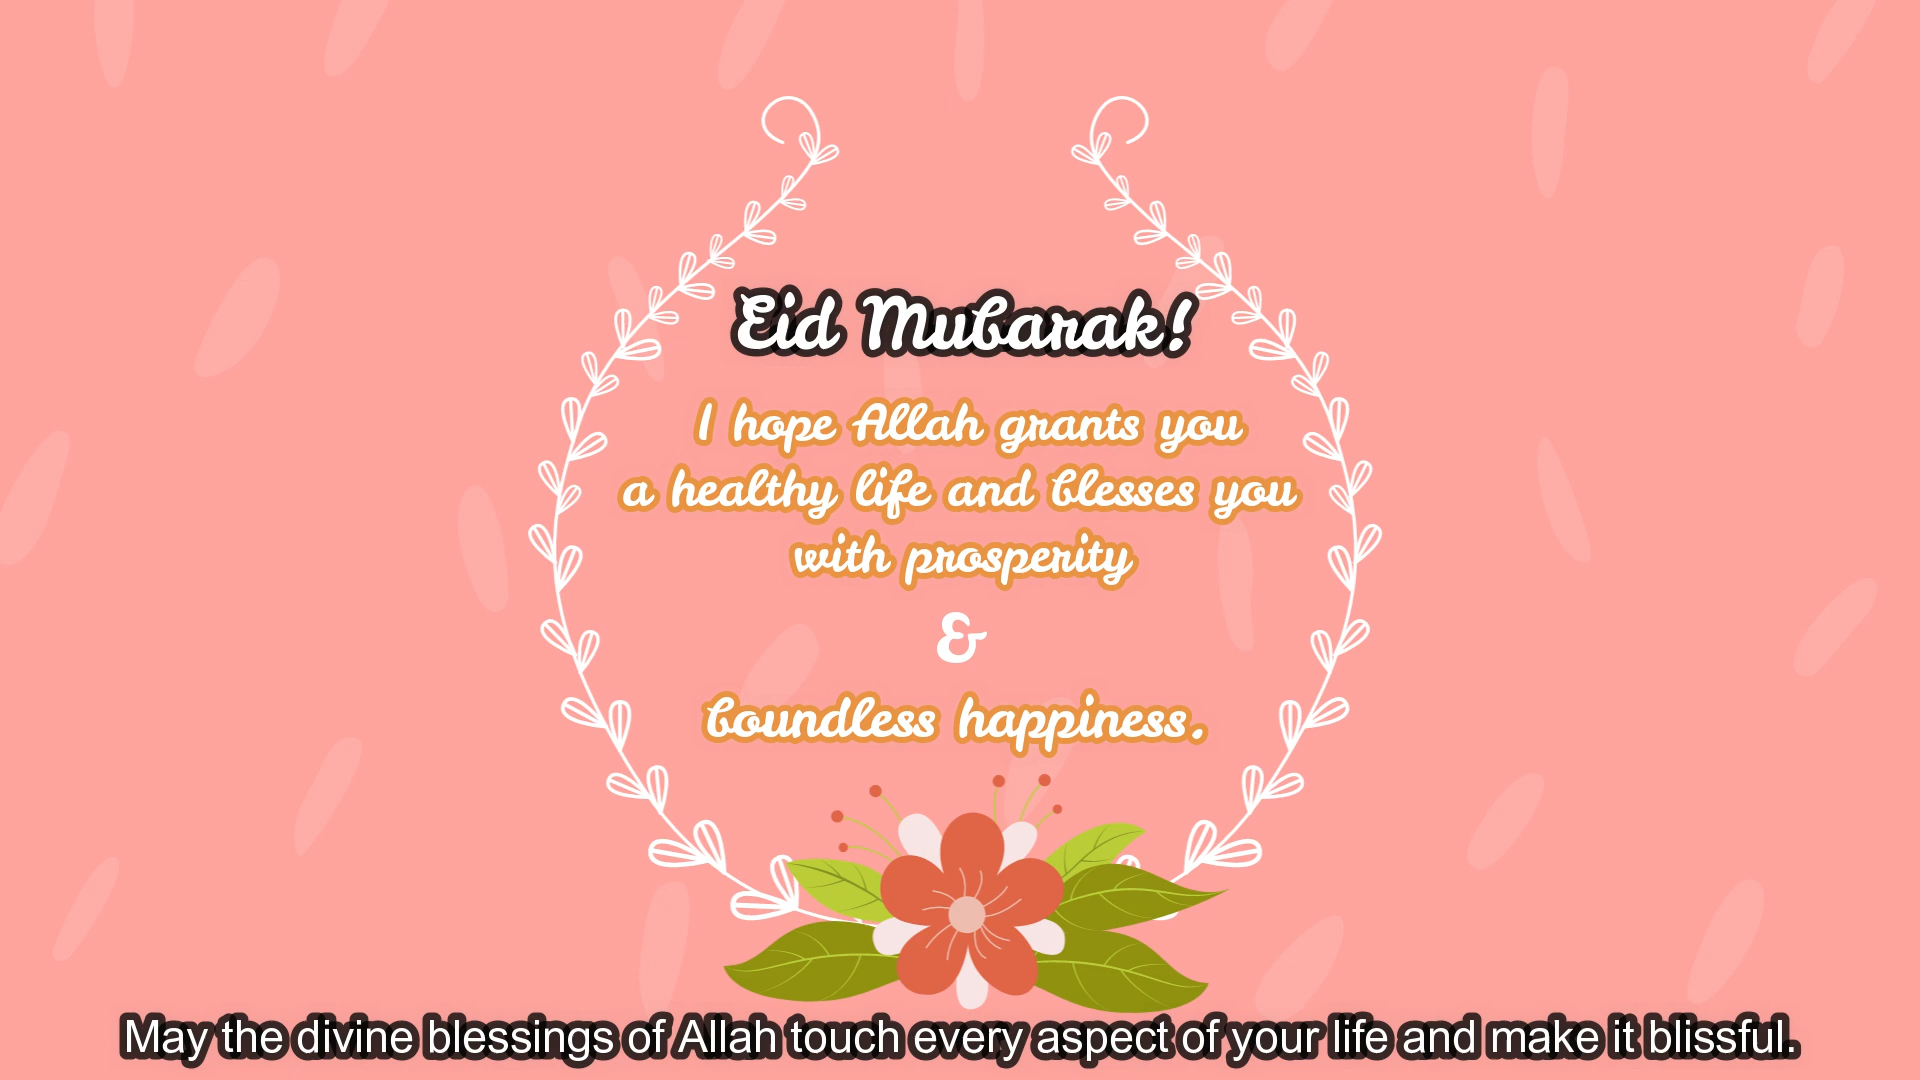 Eid Mubarak!
I hope Allah grants you
a healthy life and blesses you
with prosperity
&
boundless happiness.
May the divine blessings of Allah touch every aspect of your life and make it blissful.